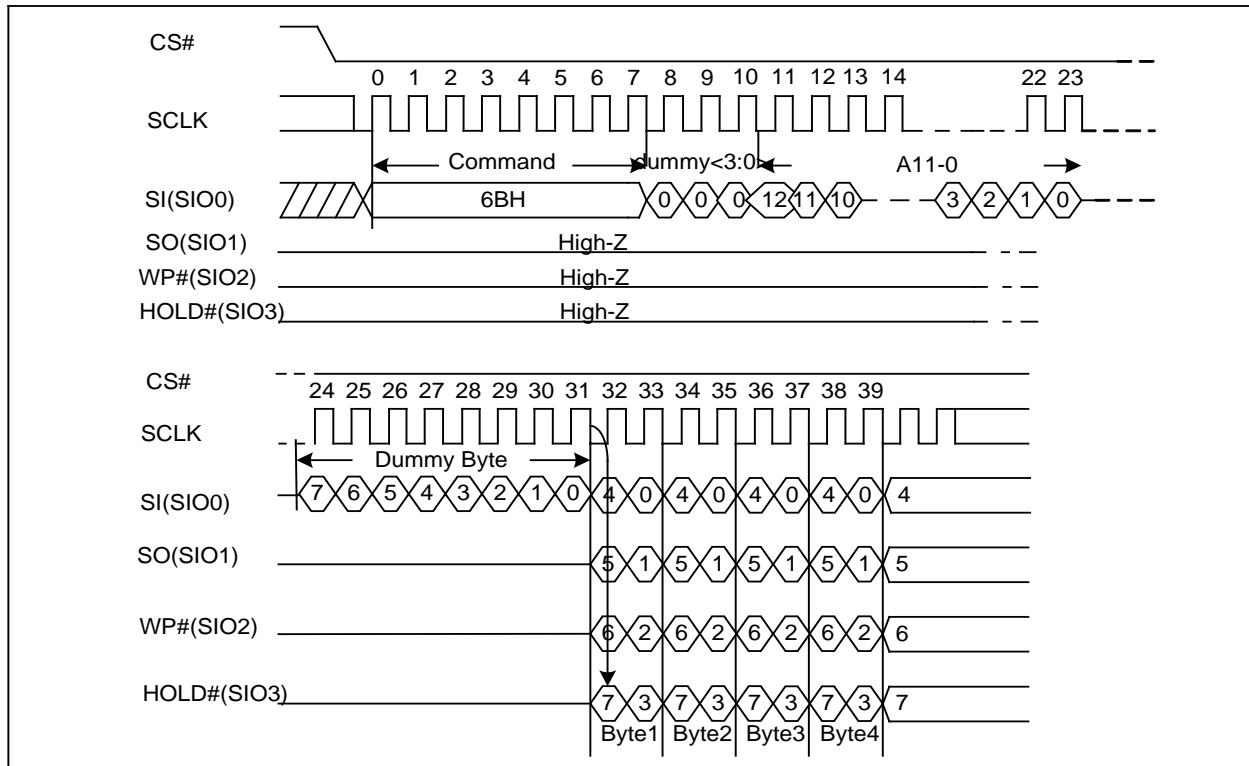 CS#
0 1 2 3 4 5 6 7 8 9 10 11 12 13 14 22 23
SCLK
Command dummy<3:0> A11-0
SI(SIO0) 6BH 0 0 0 12 11 10 3 2 1 0
SO(SIO1) High-Z
WP#(SIO2) High-Z
HOLD#(SIO3) High-Z
CS#
24 25 26 27 28 29 30 31 32 33 34 35 36 37 38 39
SCLK
Dummy Byte
SI(SIO0) 7 6 5 4 3 2 1 0 4 0 4 0 4 0 4 0 4
SO(SIO1) 5 1 5 1 5 1 5 1 5
WP#(SIO2) 6 2 6 2 6 2 6 2 6
HOLD#(SIO3) 7 3 7 3 7 3 7 3 7
Byte1 Byte2 Byte3 Byte4